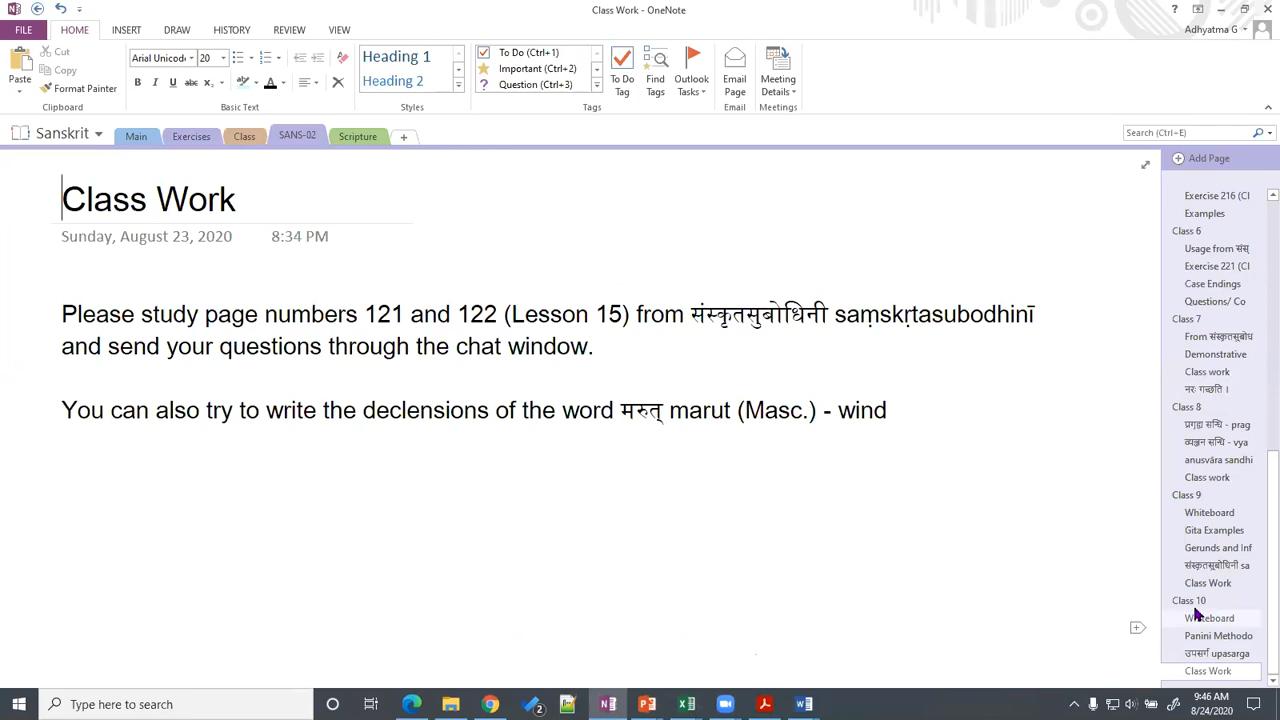 Class Work - OneNote
?
FILE HOME INSERT DRAW HISTORY REVIEW VIEW
Adhyatma G
Paste
Cut
Copy
Format Painter
Clipboard
Arial Unicod 20
B I U abc x₂ A
Basic Text
Heading 1
Heading 2
Styles
To Do (Ctrl+1)
Important (Ctrl+2)
Question (Ctrl+3)
To Do Tag
Find Tags
Outlook Tasks
Tags
Email Page
Email
Meeting Details
Meetings
Sanskrit Main Exercises Class SANS-02 Scripture +
Search (Ctrl+E)
Class Work
Sunday, August 23, 2020 8:34 PM
Please study page numbers 121 and 122 (Lesson 15) from संस्कृतसुबोधिनी saṃskṛtasubodhinī
and send your questions through the chat window.
You can also try to write the declensions of the word मरुत् marut (Masc.) - wind
Add Page
Exercise 216 (Cl
Examples
Class 6
Usage from संस्
Exercise 221 (Cl
Case Endings
Questions/ Co
Class 7
From संस्कृतसुबोध
Demonstrative
Class work
नरः गच्छति ।
Class 8
प्रगृह्य सन्धि - prag
व्यञ्जन सन्धि - vya
anusvāra sandhi
Class work
Class 9
Whiteboard
Gita Examples
Gerunds and Inf
संस्कृतसुबोधिनी sa
Class Work
Class 10
Whiteboard
Panini Methodo
उपसर्ग upasarga
Class Work
Type here to search
9:46 AM
8/24/2020